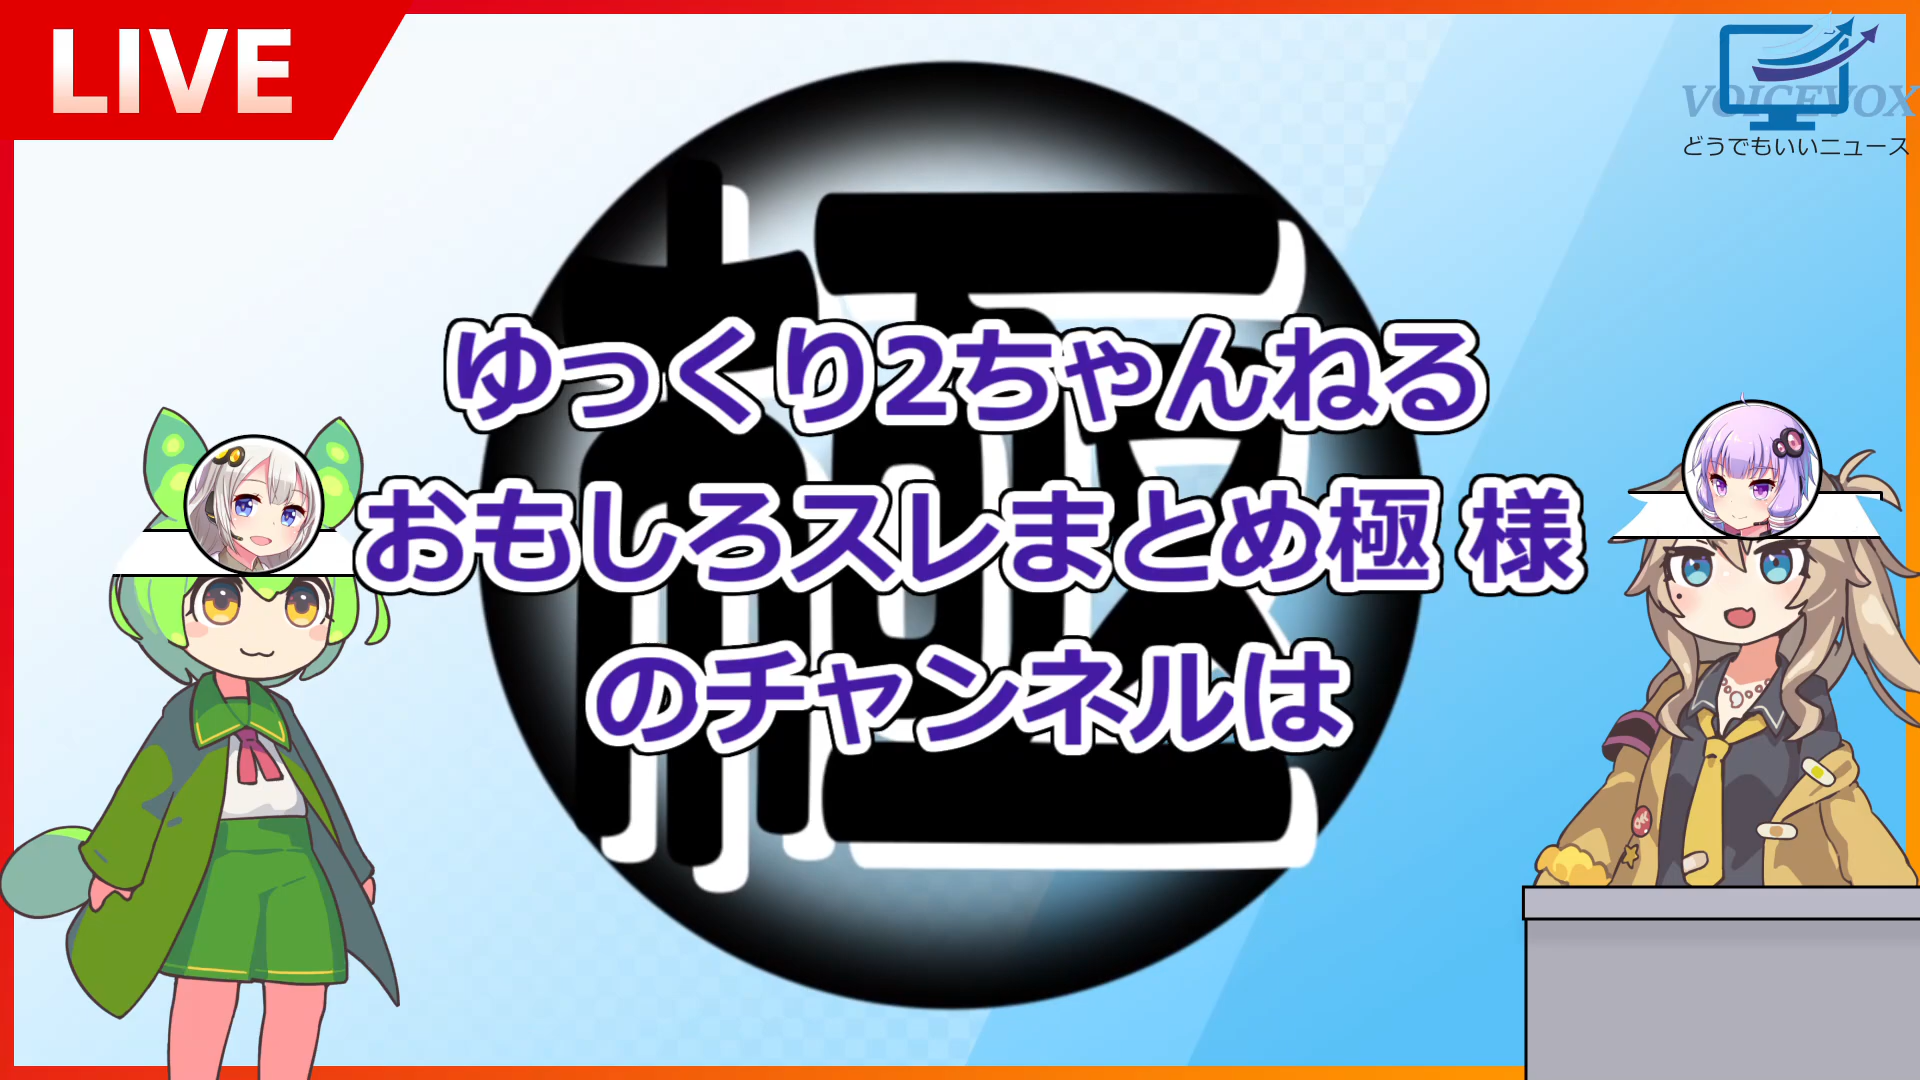 LIVE
VOICEVOX
どうでもいいニュース
極
ゆっくり2ちゃんねる
おもしろスレまとめ極 様
のチャンネルは